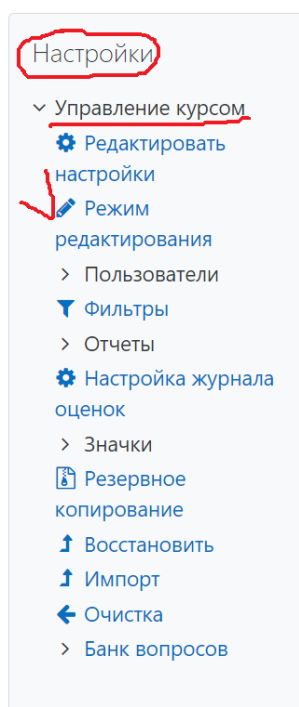 Настройки
Управление курсом
Редактировать
настройки
Режим
редактирования
Пользователи
Фильтры
Отчеты
Настройка журнала
оценок
Значки
Резервное
копирование
Восстановить
Импорт
Очистка
Банк вопросов